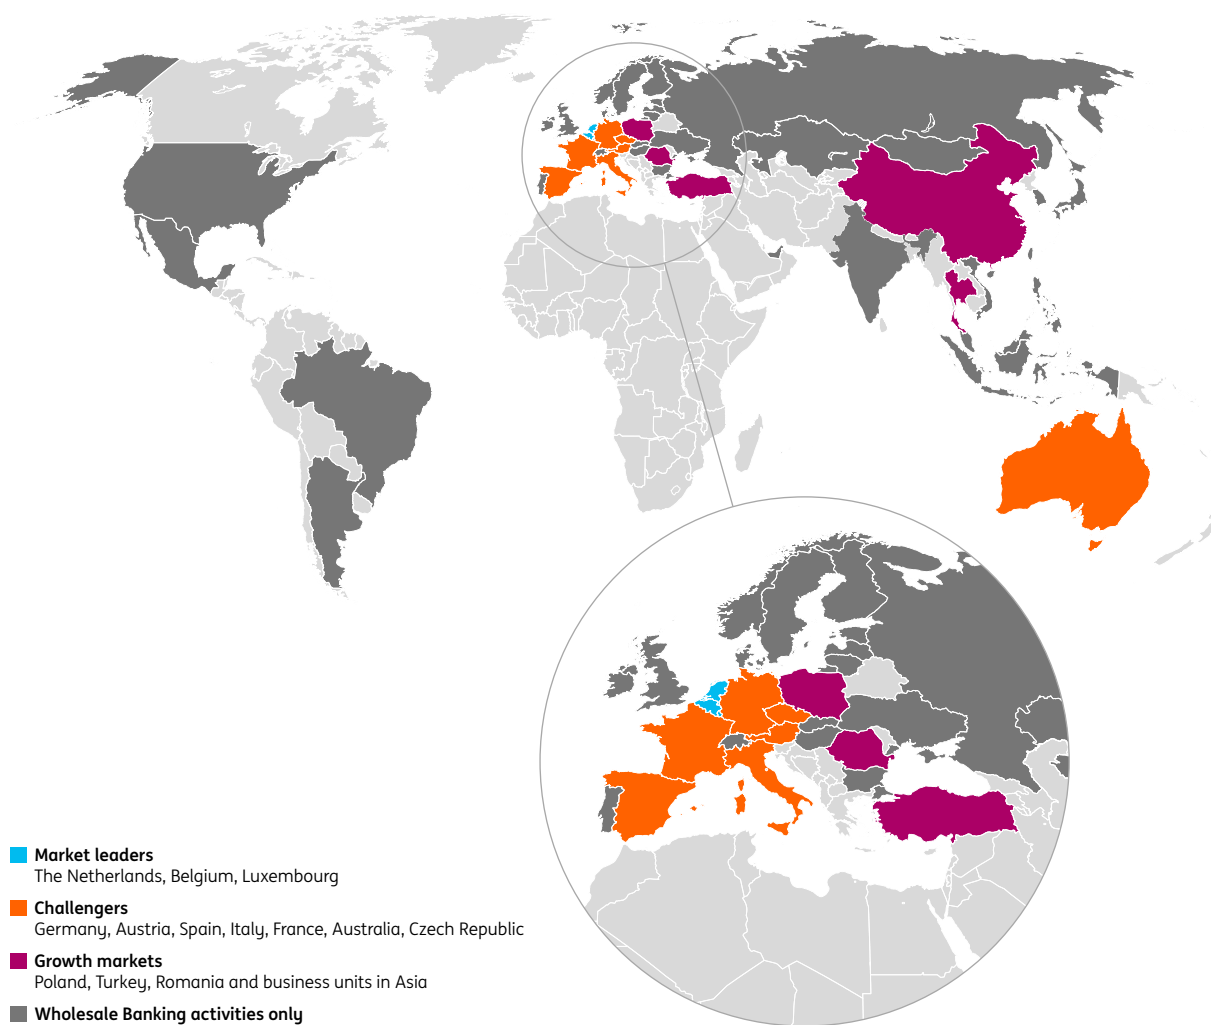 Market leaders
The Netherlands, Belgium, Luxembourg
Challengers
Germany, Austria, Spain, Italy, France, Australia, Czech Republic
Growth markets
Poland, Turkey, Romania and business units in Asia
Wholesale Banking activities only